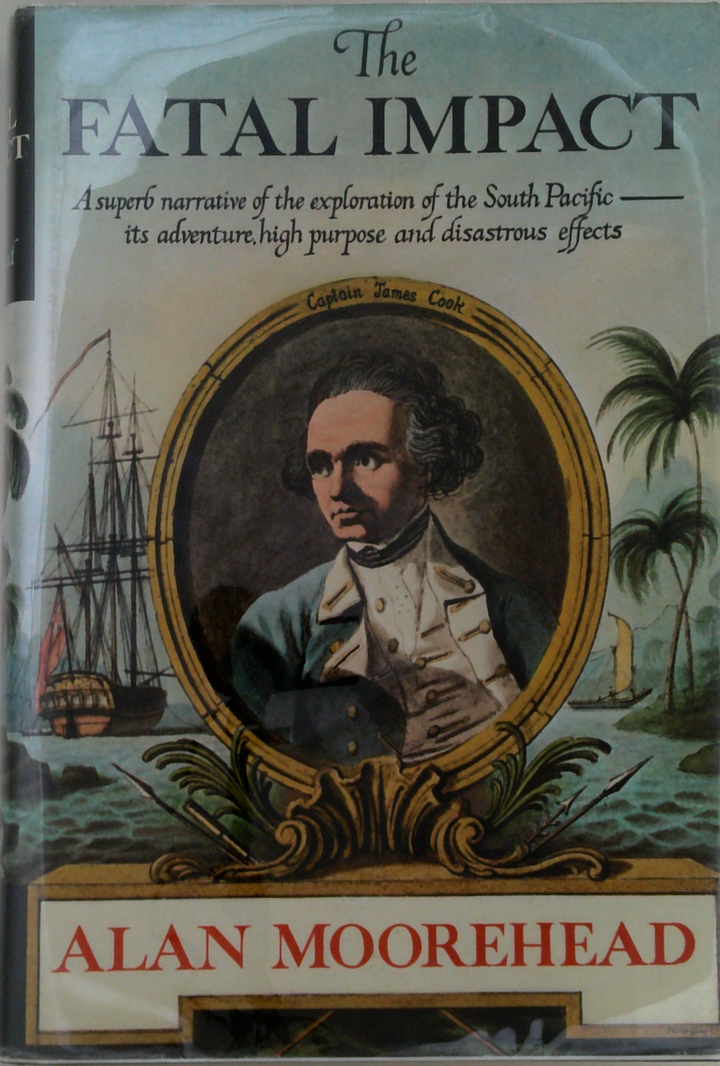 The
FATAL IMPACT
A superb narrative of the exploration of the South Pacific —
its adventure, high purpose and disastrous effects
Captain James Cook
ALAN MOOREHEAD